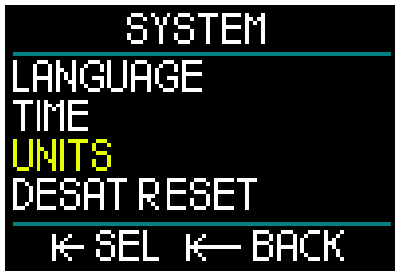 SYSTEM
LANGUAGE
TIME
UNITS
DESAT RESET
SEL BACK